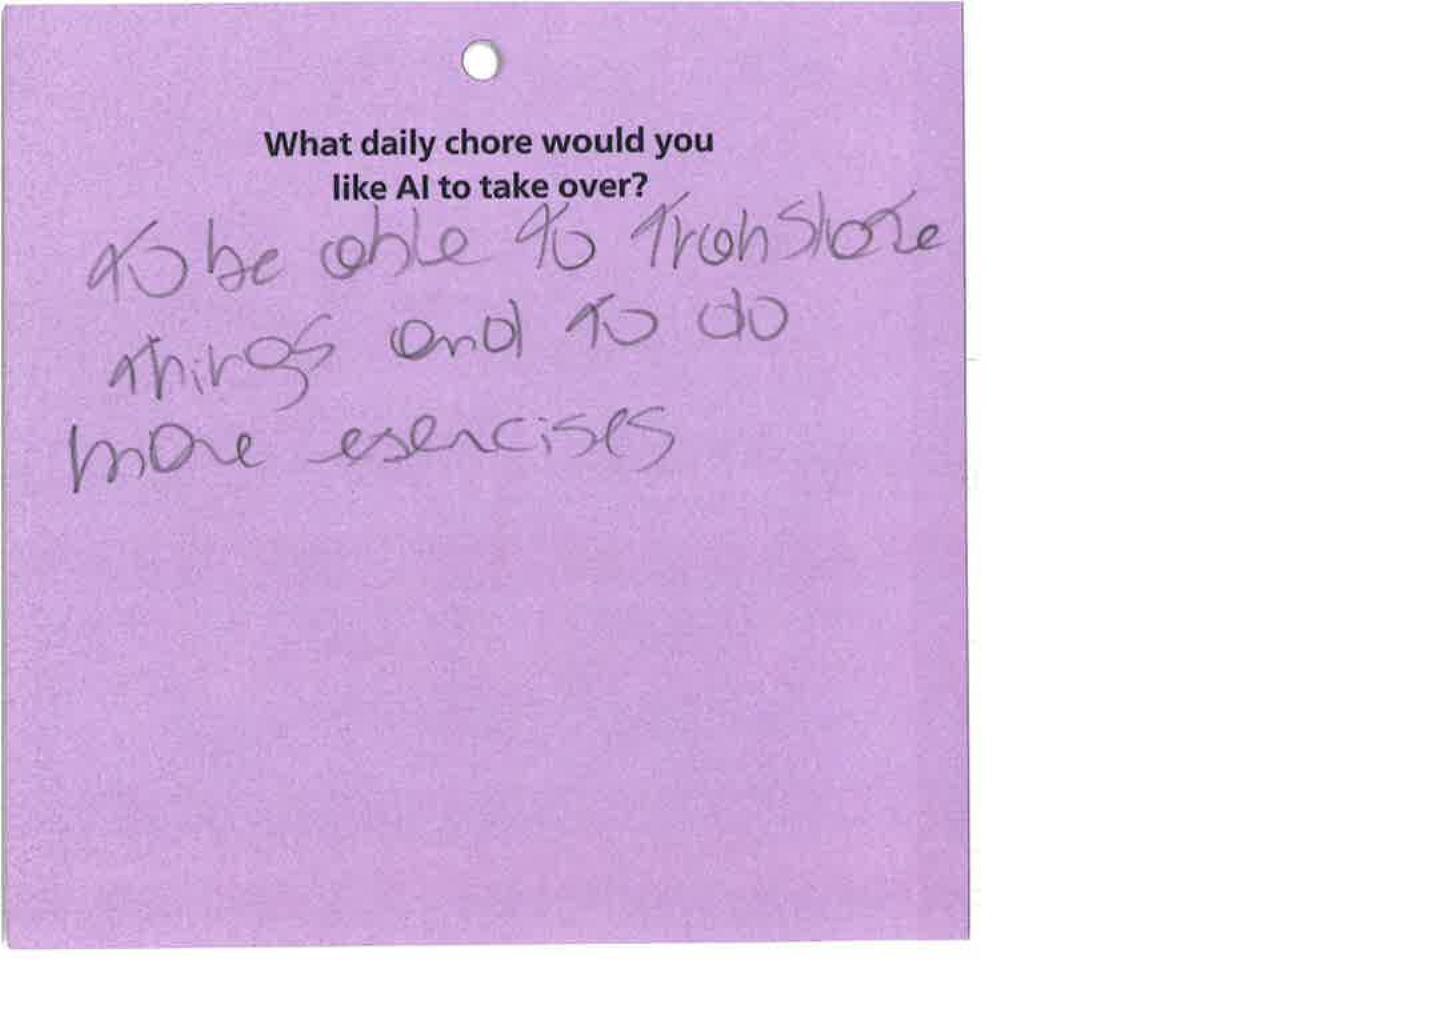 What daily chore would you
like AI to take over?
to be able to translate
things and to do
more esercises